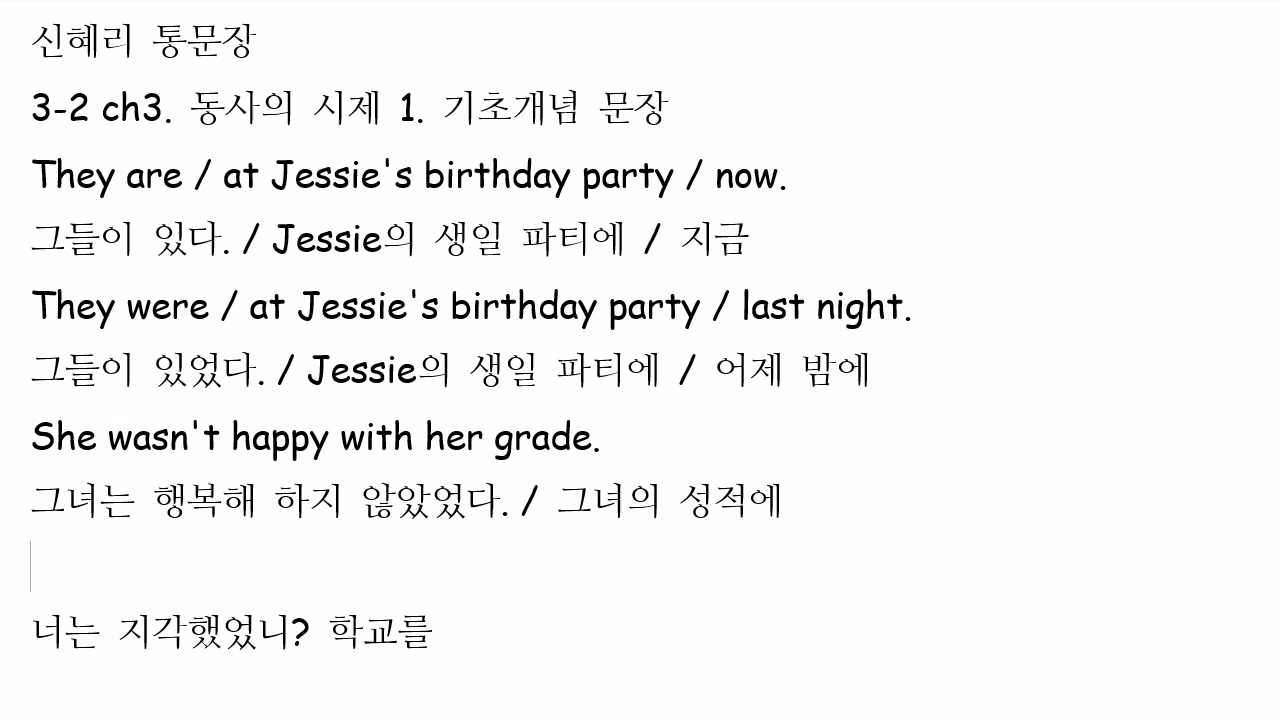 신혜리 통문장
3-2 ch3. 동사의 시제 1. 기초개념 문장
They are / at Jessie's birthday party / now.
그들이 있다. / Jessie의 생일 파티에 / 지금
They were / at Jessie's birthday party / last night.
그들이 있었다. / Jessie의 생일 파티에 / 어제 밤에
She wasn't happy with her grade.
그녀는 행복해 하지 않았었다. / 그녀의 성적에
너는 지각했었니? 학교를